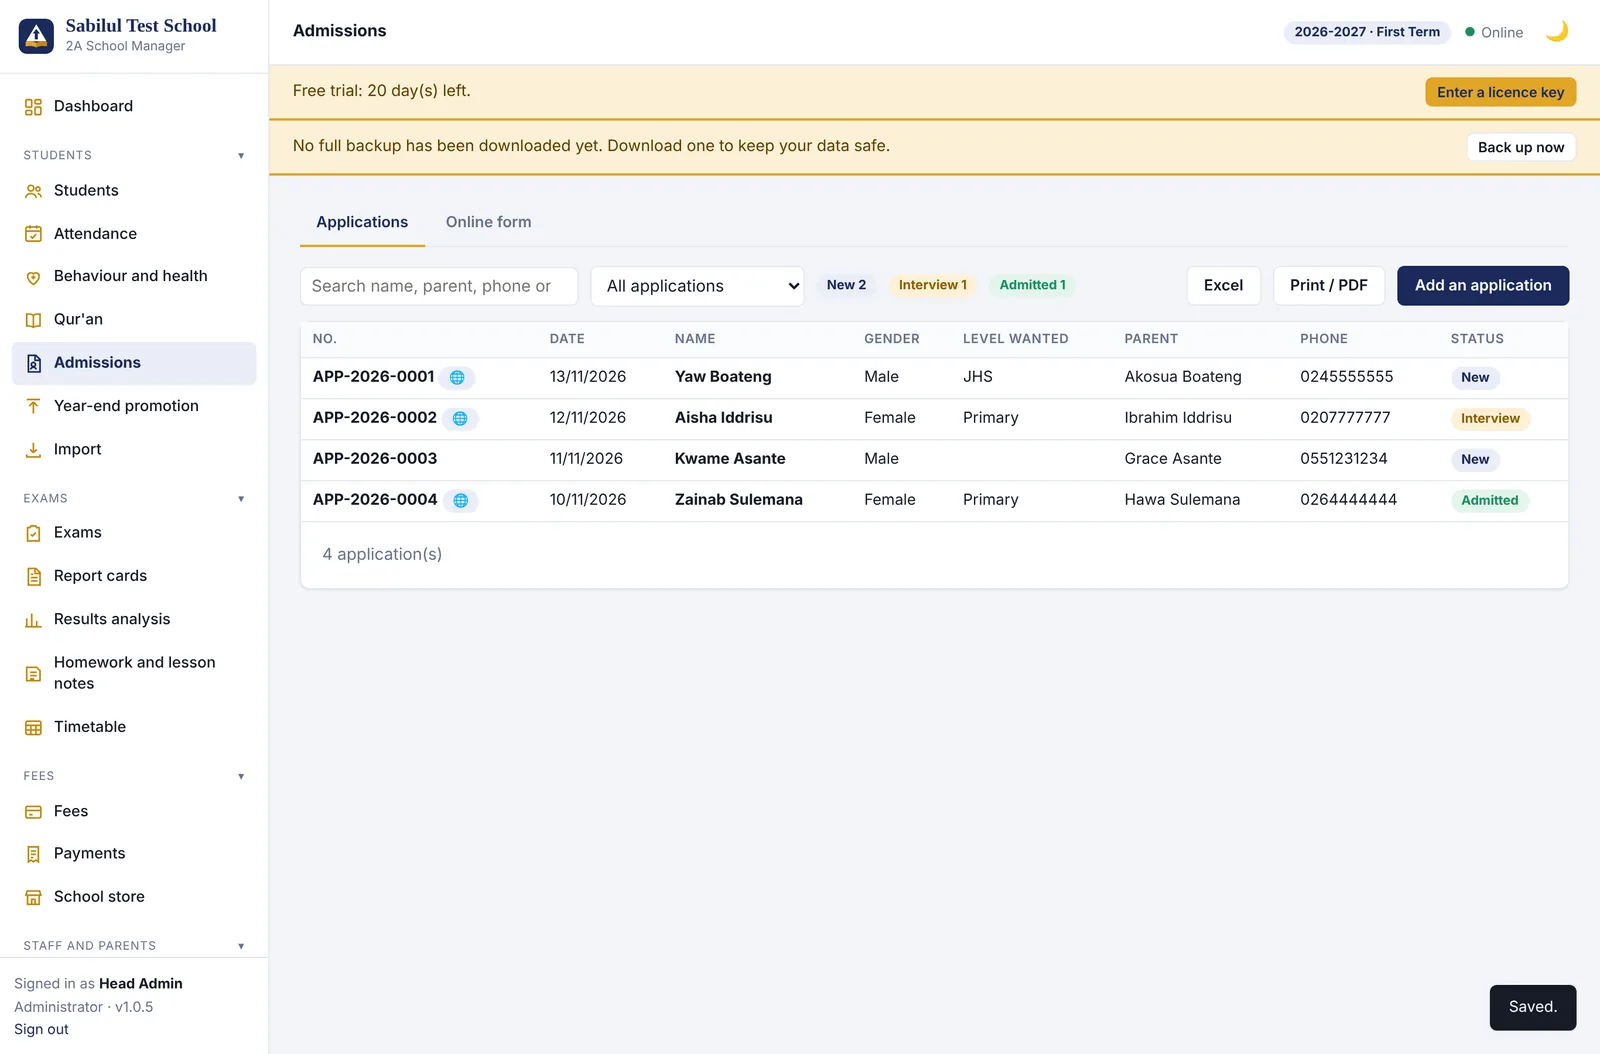 Sabilul Test School
2A School Manager
Dashboard
STUDENTS
Students
Attendance
Behaviour and health
Qur'an
Admissions
Year-end promotion
Import
EXAMS
Exams
Report cards
Results analysis
Homework and lesson
notes
Timetable
FEES
Fees
Payments
School store
STAFF AND PARENTS
Signed in as Head Admin
Administrator · v1.0.5
Sign out
Admissions
2026-2027 · First Term
Online
Free trial: 20 day(s) left.
Enter a licence key
No full backup has been downloaded yet. Download one to keep your data safe.
Back up now
Applications Online form
Search name, parent, phone or
All applications
New 2
Interview 1
Admitted 1
Excel
Print / PDF
Add an application
NO. DATE NAME GENDER LEVEL WANTED PARENT PHONE STATUS
APP-2026-0001 13/11/2026 Yaw Boateng Male JHS Akosua Boateng 0245555555 New
APP-2026-0002 12/11/2026 Aisha Iddrisu Female Primary Ibrahim Iddrisu 0207777777 Interview
APP-2026-0003 11/11/2026 Kwame Asante Male Grace Asante 0551231234 New
APP-2026-0004 10/11/2026 Zainab Sulemana Female Primary Hawa Sulemana 0264444444 Admitted
4 application(s)
Saved.